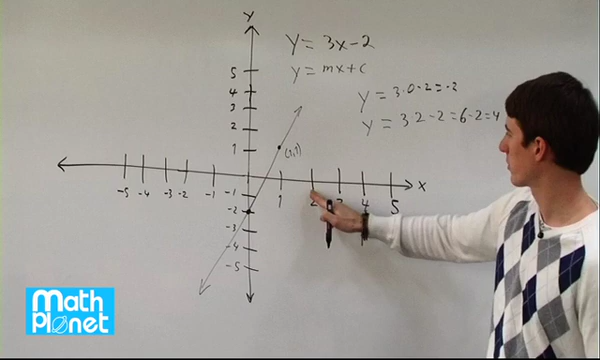 y
y = 3x-2
y = mx+c
y = 3·0-2=-2
y = 3·2-2=6-2=4
5
4
3
2
1
(1,1)
x
-5 -4 -3 -2 -1 1 2 3 4 5
-1
-2
-3
-4
-5
Math
Planet